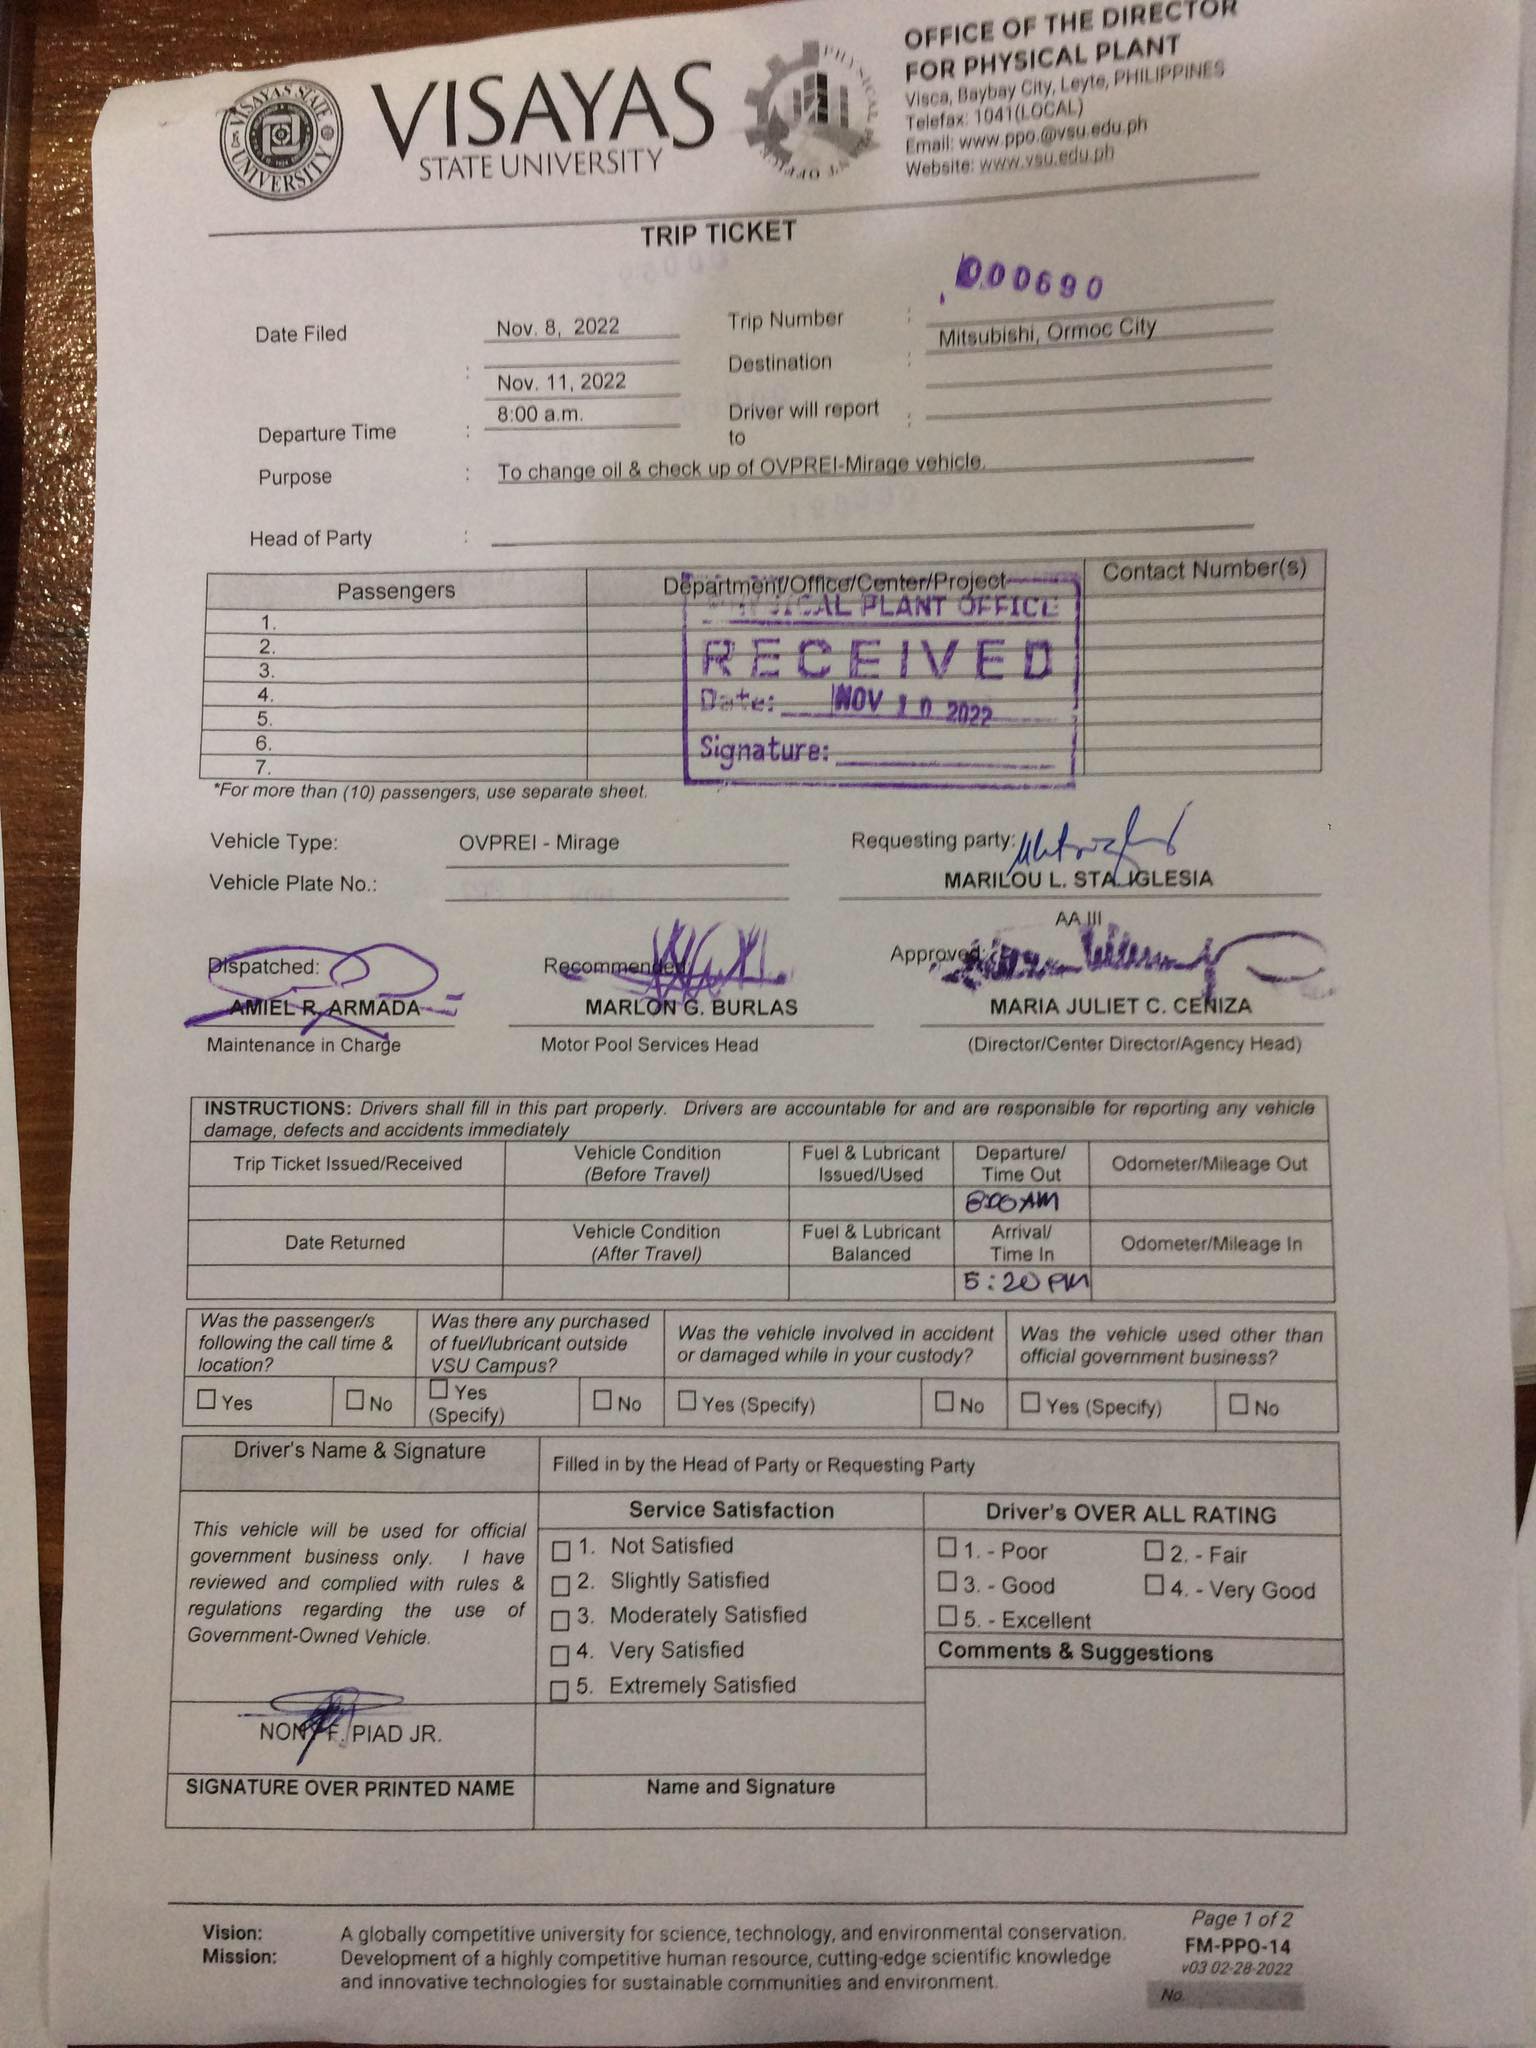 VISAYAS STATE UNIVERSITY
VISAYAS
STATE UNIVERSITY
OFFICE OF THE DIRECTOR
FOR PHYSICAL PLANT
Visca, Baybay City, Leyte, PHILIPPINES
Telefax: 1041(LOCAL)
Email: www.ppo.@vsu.edu.ph
Website: www.vsu.edu.ph
TRIP TICKET
000690
Date Filed Nov. 8, 2022 Trip Number :
Mitsubishi, Ormoc City
: Destination :
Nov. 11, 2022
Departure Time : 8:00 a.m. Driver will report to :
Purpose : To change oil & check up of OVPREI-Mirage vehicle.
Head of Party :
Passengers Department/Office/Center/Project Contact Number(s)
1.
2.
3.
4.
5.
6.
7.
PHYSICAL PLANT OFFICE
RECEIVED
Date: NOV 10 2022
Signature:
*For more than (10) passengers, use separate sheet.
Vehicle Type: OVPREI - Mirage Requesting party:
Vehicle Plate No.: MARILOU L. STA. IGLESIA
AA III
Dispatched: Recommended Approved:
AMIEL R. ARMADA MARLON G. BURLAS MARIA JULIET C. CENIZA
Maintenance in Charge Motor Pool Services Head (Director/Center Director/Agency Head)
INSTRUCTIONS: Drivers shall fill in this part properly. Drivers are accountable for and are responsible for reporting any vehicle
damage, defects and accidents immediately
Trip Ticket Issued/Received Vehicle Condition (Before Travel) Fuel & Lubricant Issued/Used Departure/ Time Out Odometer/Mileage Out
8:00 AM
Date Returned Vehicle Condition (After Travel) Fuel & Lubricant Balanced Arrival/ Time In Odometer/Mileage In
5:20 PM
Was the passenger/s following the call time & location? Was there any purchased of fuel/lubricant outside VSU Campus? Was the vehicle involved in accident or damaged while in your custody? Was the vehicle used other than official government business?
Yes No Yes (Specify) No Yes (Specify) No Yes (Specify) No
Driver's Name & Signature Filled in by the Head of Party or Requesting Party
This vehicle will be used for official
government business only. I have
reviewed and complied with rules &
regulations regarding the use of
Government-Owned Vehicle.
Service Satisfaction
1. Not Satisfied
2. Slightly Satisfied
3. Moderately Satisfied
4. Very Satisfied
5. Extremely Satisfied
Driver's OVER ALL RATING
1. - Poor 2. - Fair
3. - Good 4. - Very Good
5. - Excellent
Comments & Suggestions
F. PIAD JR.
SIGNATURE OVER PRINTED NAME Name and Signature
Vision: A globally competitive university for science, technology, and environmental conservation.
Mission: Development of a highly competitive human resource, cutting-edge scientific knowledge
and innovative technologies for sustainable communities and environment.
Page 1 of 2
FM-PPO-14
v03 02-28-2022
No.